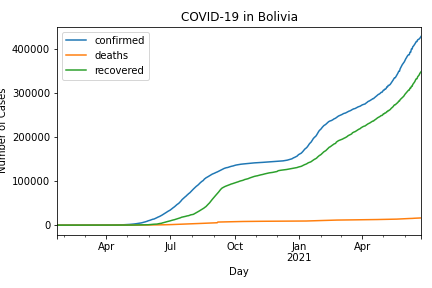 COVID-19 in Bolivia
confirmed
deaths
recovered
400000
300000
200000
100000
0
Number of Cases
Apr
Jul
Oct
Jan
2021
Apr
Day